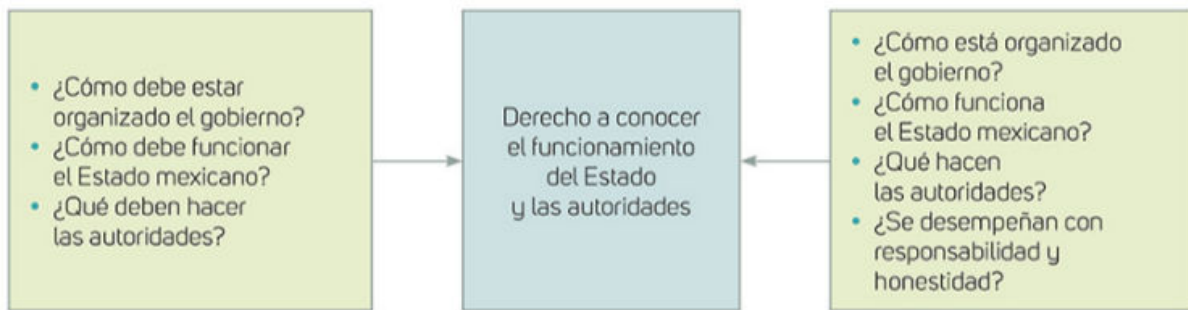 • ¿Cómo debe estar
organizado el gobierno?
• ¿Cómo debe funcionar
el Estado mexicano?
• ¿Qué deben hacer
las autoridades?
Derecho a conocer
el funcionamiento
del Estado
y las autoridades
• ¿Cómo está organizado
el gobierno?
• ¿Cómo funciona
el Estado mexicano?
• ¿Qué hacen
las autoridades?
• ¿Se desempeñan con
responsabilidad y
honestidad?